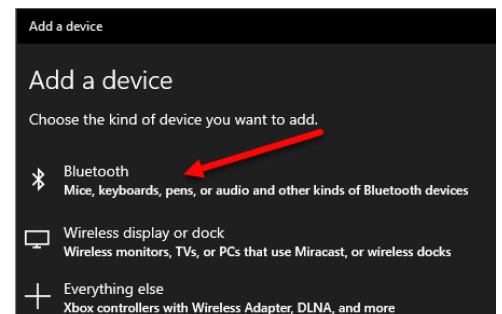 Add a device
Add a device
Choose the kind of device you want to add.
Bluetooth
Mice, keyboards, pens, or audio and other kinds of Bluetooth devices
Wireless display or dock
Wireless monitors, TVs, or PCs that use Miracast, or wireless docks
Everything else
Xbox controllers with Wireless Adapter, DLNA, and more